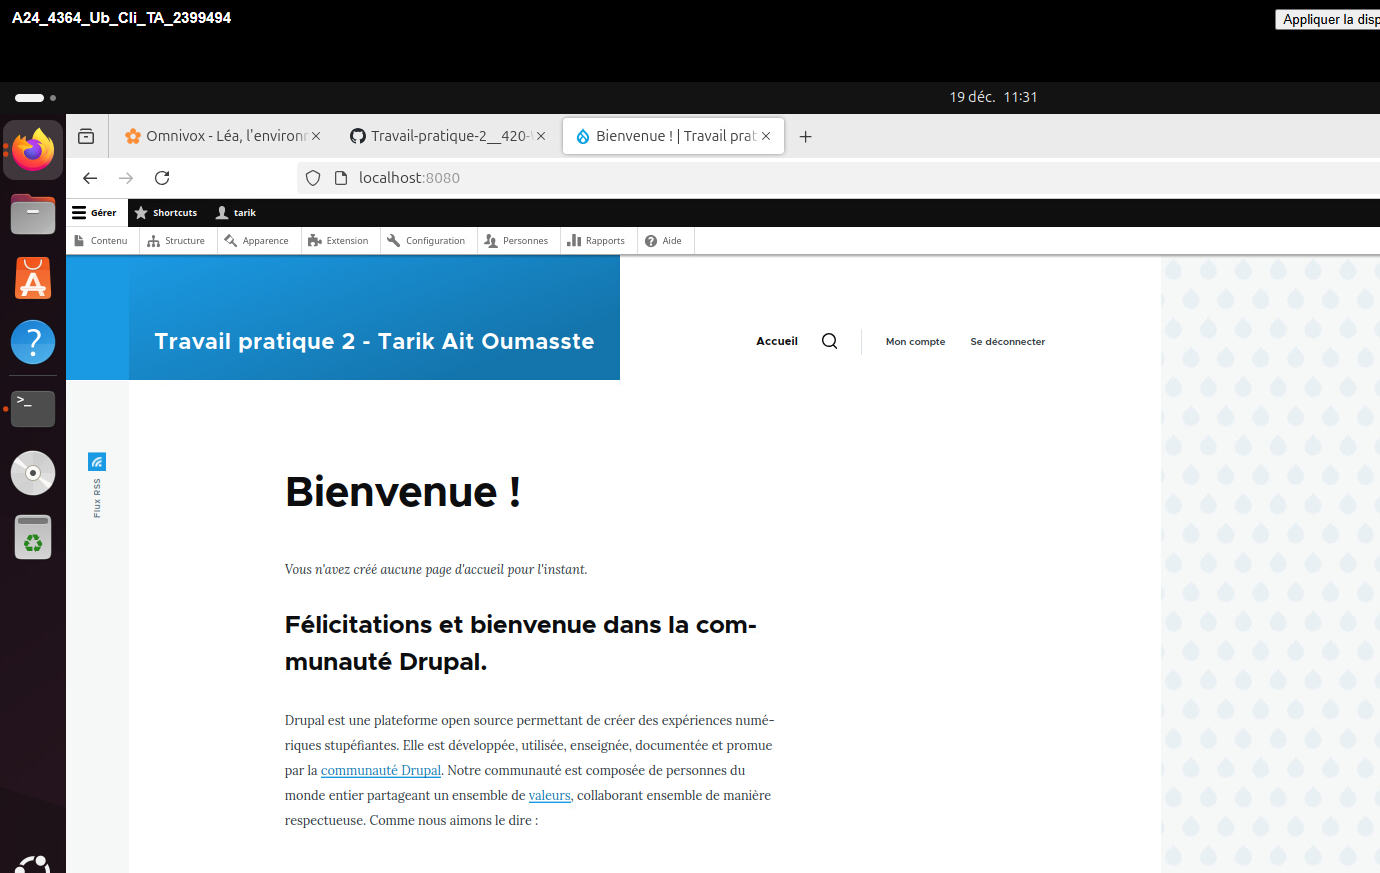 A24_4364_Ub_Cli_TA_2399494
Appliquer la disp
19 déc. 11:31
Omnivox - Léa, l'environ
Travail-pratique-2__420-
Bienvenue ! | Travail prat
localhost:8080
Gérer
Shortcuts
tarik
Contenu
Structure
Apparence
Extension
Configuration
Personnes
Rapports
Aide
Travail pratique 2 - Tarik Ait Oumasste
Accueil
Mon compte
Se déconnecter
Flux RSS
Bienvenue !
Vous n'avez créé aucune page d'accueil pour l'instant.
Félicitations et bienvenue dans la com-
munauté Drupal.
Drupal est une plateforme open source permettant de créer des expériences numé-
riques stupéfiantes. Elle est développée, utilisée, enseignée, documentée et promue
par la communauté Drupal. Notre communauté est composée de personnes du
monde entier partageant un ensemble de valeurs, collaborant ensemble de manière
respectueuse. Comme nous aimons le dire :